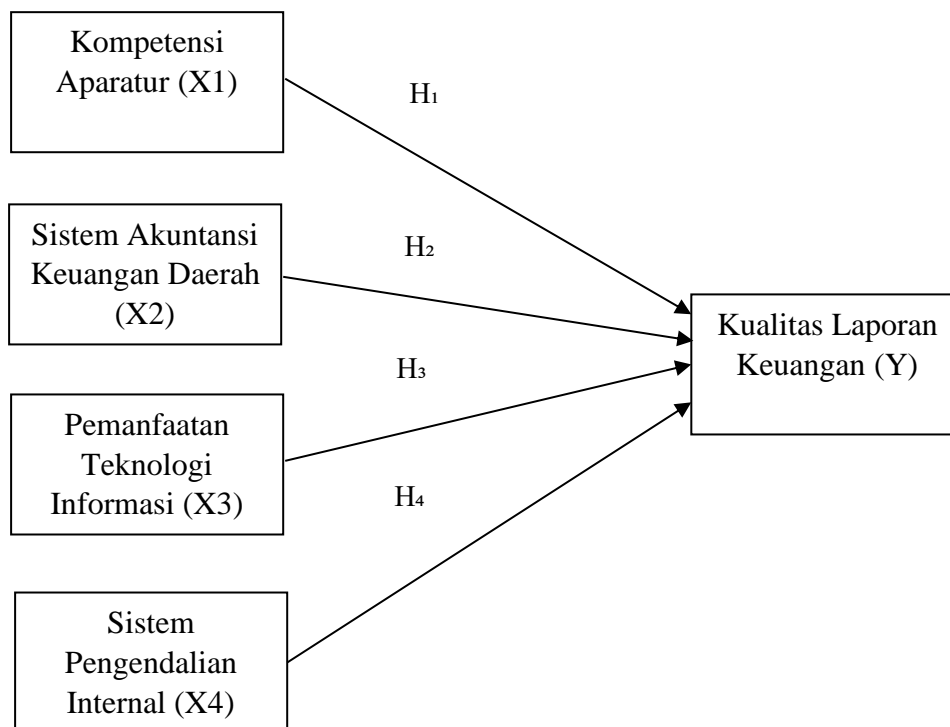 Kompetensi
Aparatur (X1)
H₁
Sistem Akuntansi
Keuangan Daerah
(X2)
H₂
Kualitas Laporan
Keuangan (Y)
H₃
Pemanfaatan
Teknologi
Informasi (X3)
H₄
Sistem
Pengendalian
Internal (X4)